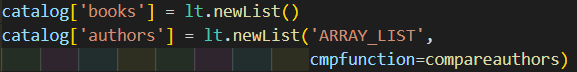 catalog['books'] = lt.newList()
catalog['authors'] = lt.newList('ARRAY_LIST',
cmpfunction=compareauthors)